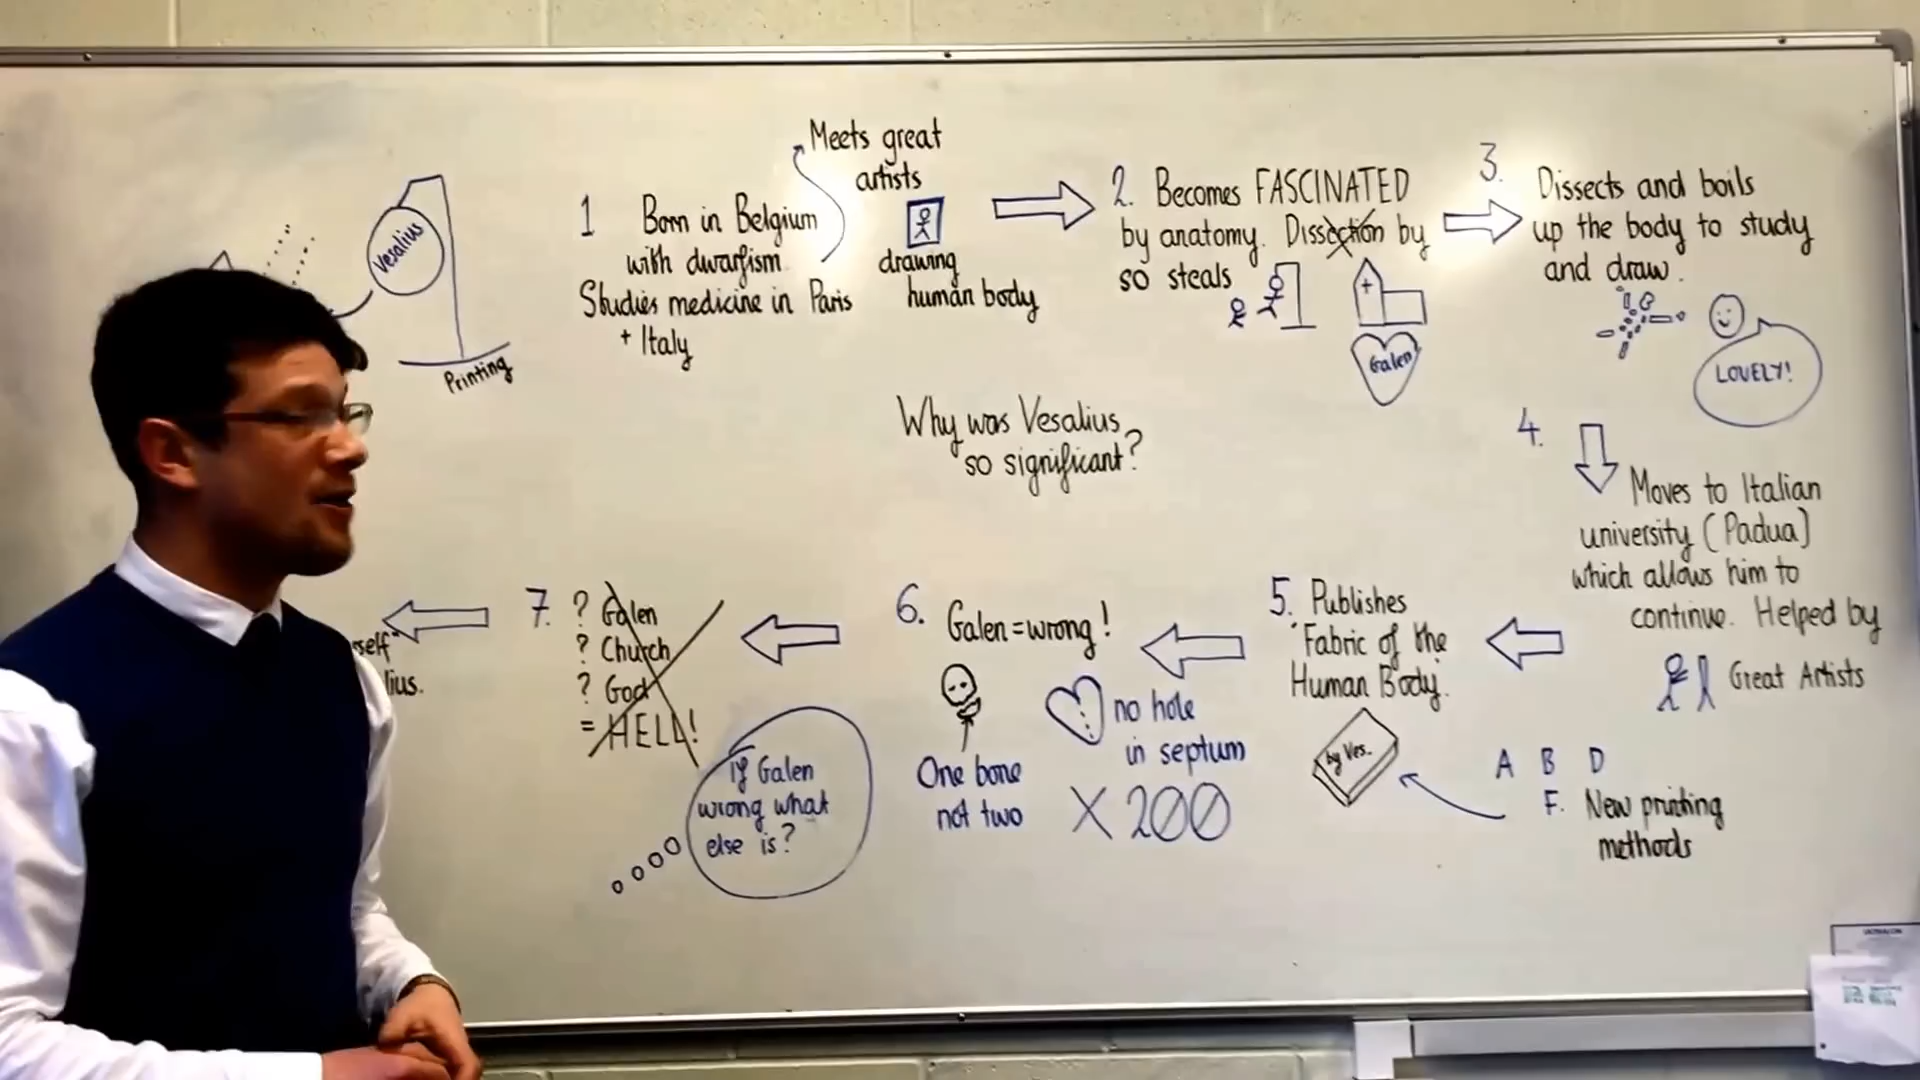 Vesalius
Printing
1 Born in Belgium
with dwarfism
Studies medicine in Paris
+ Italy
Meets great
artists
drawing
human body
2. Becomes FASCINATED
by anatomy. Dissection by
so steals
Galen
3.
Dissects and boils
up the body to study
and draw.
LOVELY!
Why was Vesalius
so significant?
4.
Moves to Italian
university (Padua)
which allows him to
continue. Helped by
Great Artists
5. Publishes
'Fabric of the
Human Body'.
by Ves.
A B D
F. New printing
methods
6. Galen = wrong!
One bone
not two
no hole
in septum
X 200
7. ? Galen
? Church
? God
= HELL!
If Galen
wrong what
else is?
self"
lius.